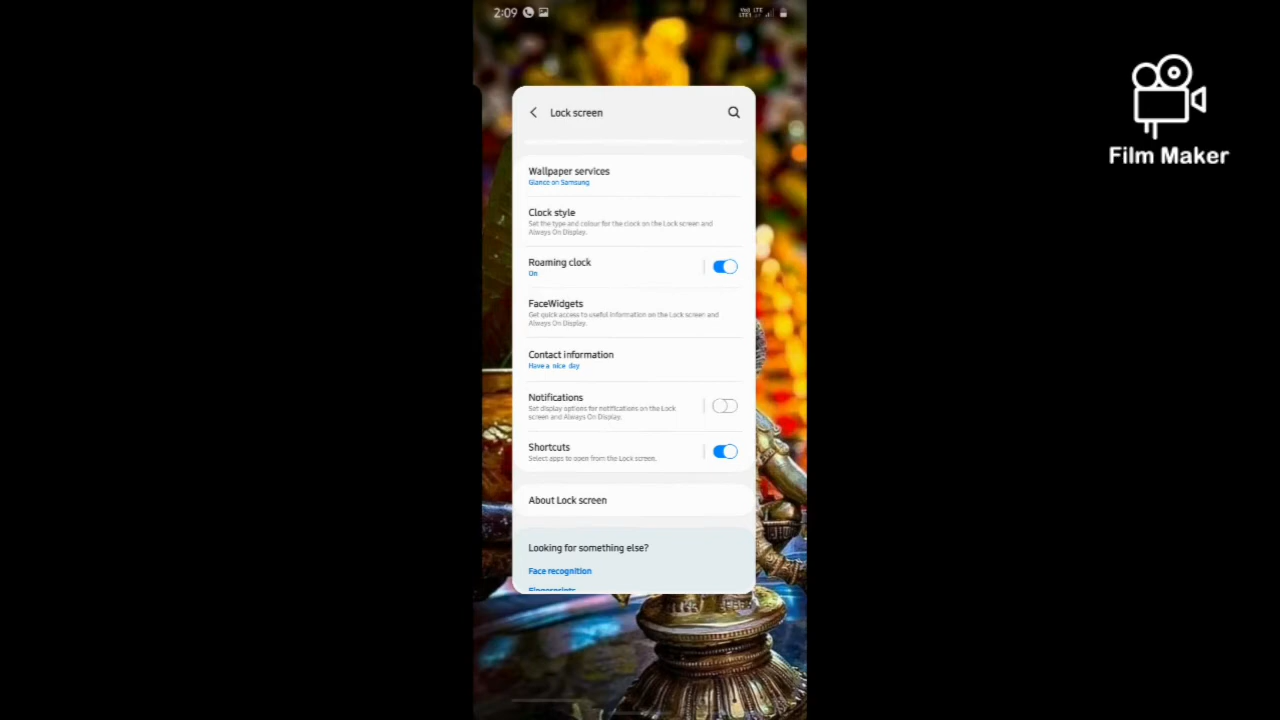 2:09
Lock screen
Wallpaper services
Glance on Samsung
Clock style
Set the type and colour for the clock on the Lock screen and
Always On Display.
Roaming clock
On
FaceWidgets
Get quick access to useful information on the Lock screen and
Always On Display.
Contact information
Have a nice day
Notifications
Set display options for notifications on the Lock
screen and Always On Display.
Shortcuts
Select apps to open from the Lock screen.
About Lock screen
Looking for something else?
Face recognition
Fingerprints
Film Maker